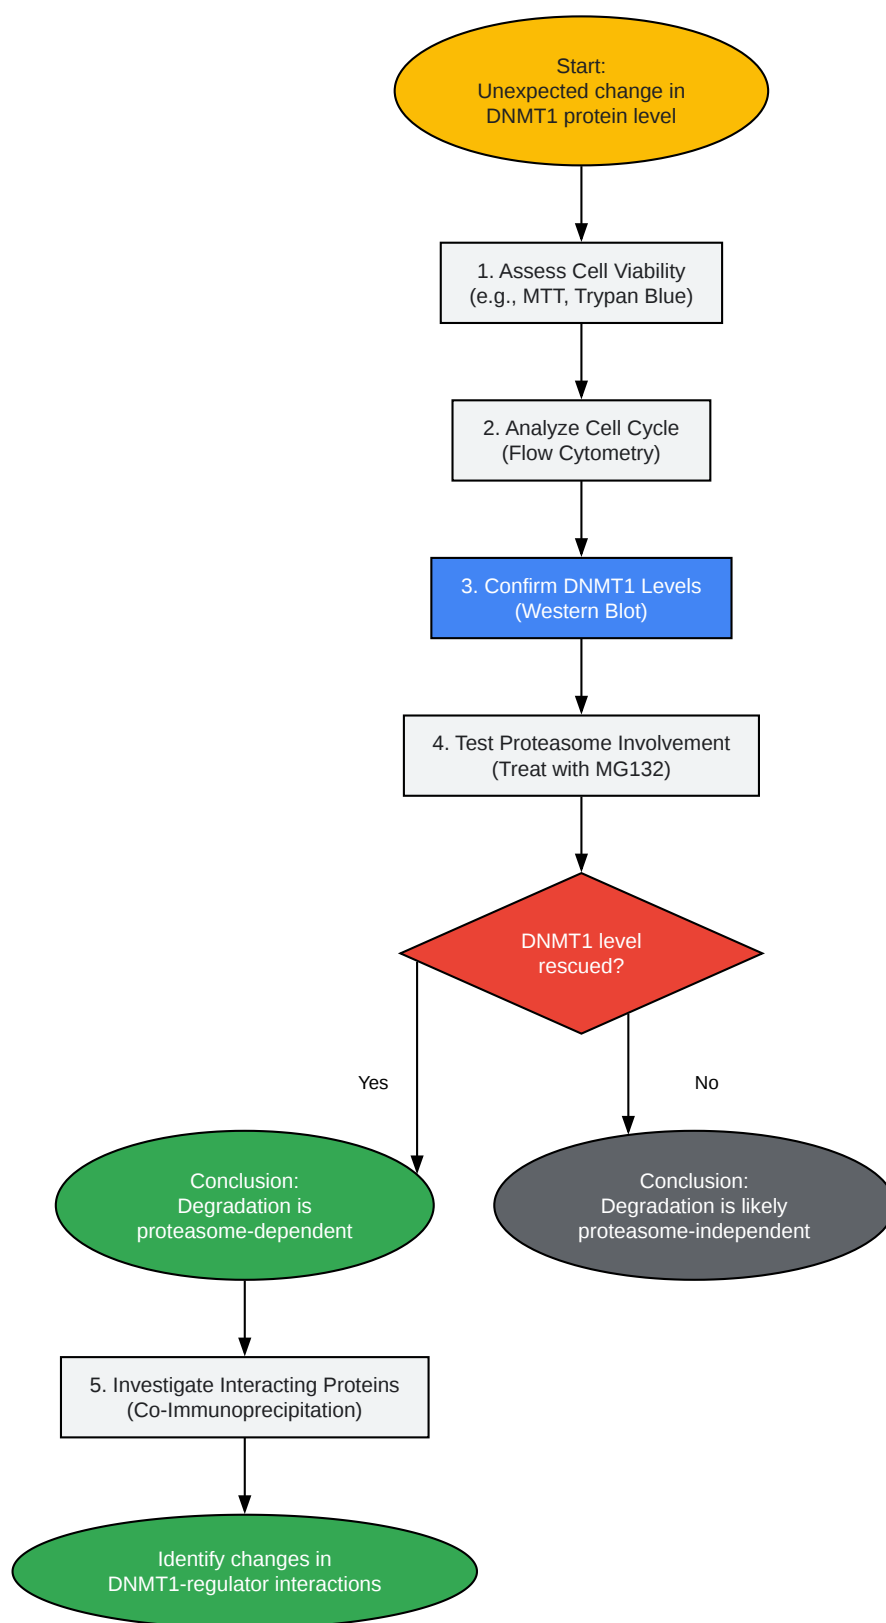 Start:
Unexpected change in
DNMT1 protein level
1. Assess Cell Viability
(e.g., MTT, Trypan Blue)
2. Analyze Cell Cycle
(Flow Cytometry)
3. Confirm DNMT1 Levels
(Western Blot)
4. Test Proteasome Involvement
(Treat with MG132)
DNMT1 level
rescued?
Yes
No
Conclusion:
Degradation is
proteasome-dependent
Conclusion:
Degradation is likely
proteasome-independent
5. Investigate Interacting Proteins
(Co-Immunoprecipitation)
Identify changes in
DNMT1-regulator interactions